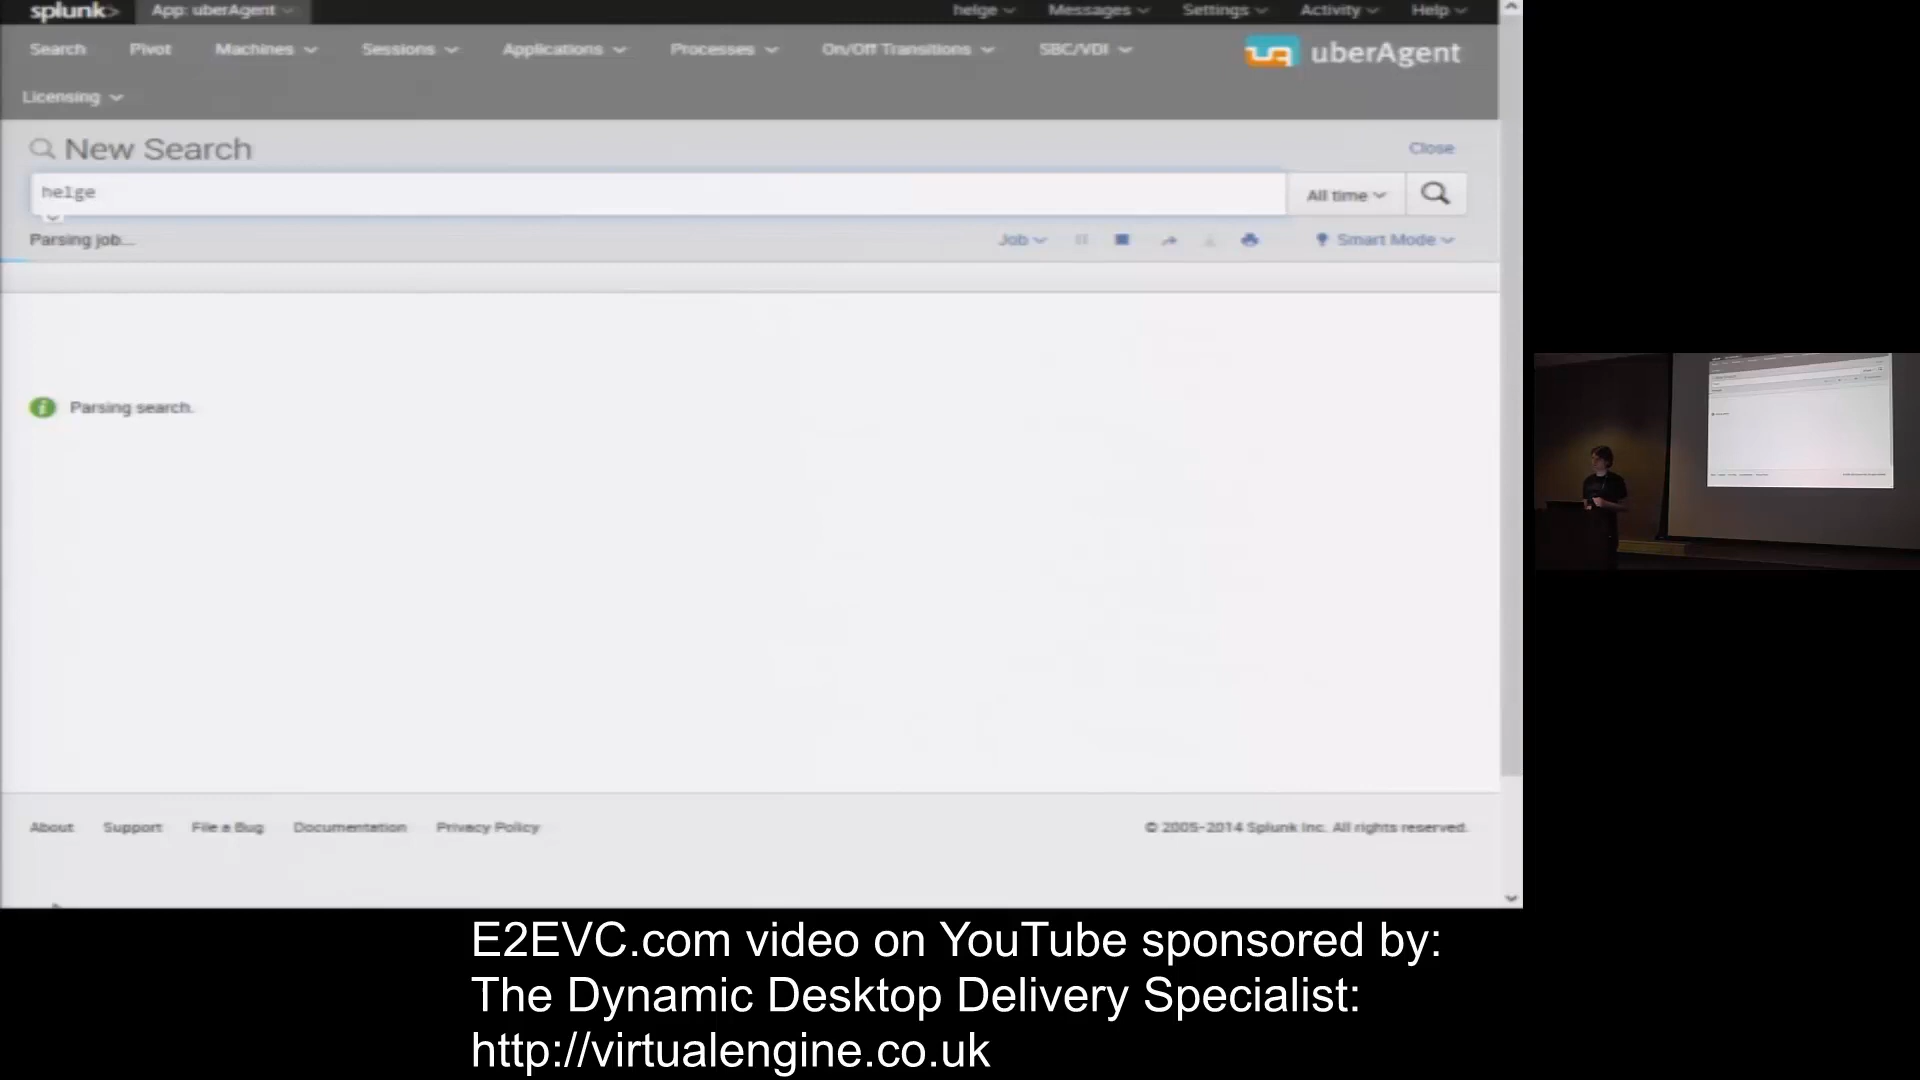 splunk> App: uberAgent helge Messages Settings Activity Help
Search Pivot Machines Sessions Applications Processes On/Off Transitions SBC/VDI uberAgent
Licensing
New Search Close
helge All time
Parsing job... Job Smart Mode
Parsing search.
About Support File a Bug Documentation Privacy Policy © 2005-2014 Splunk Inc. All rights reserved.
E2EVC.com video on YouTube sponsored by:
The Dynamic Desktop Delivery Specialist:
http://virtualengine.co.uk